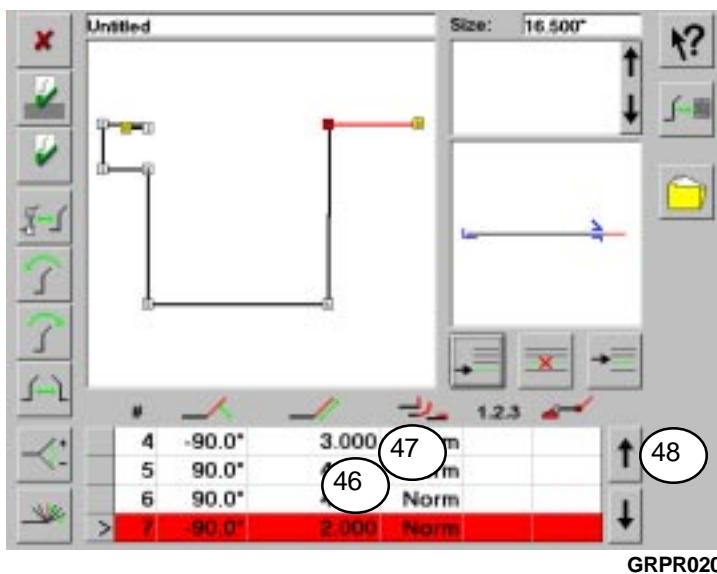 Untitled
Size: 16.500"
?
# 1.2.3
4 -90.0° 3.000 47 m
5 90.0° 4 m
6 90.0° 46 Norm
> 7 -90.0° 2.000 Norm
48
GRPR020